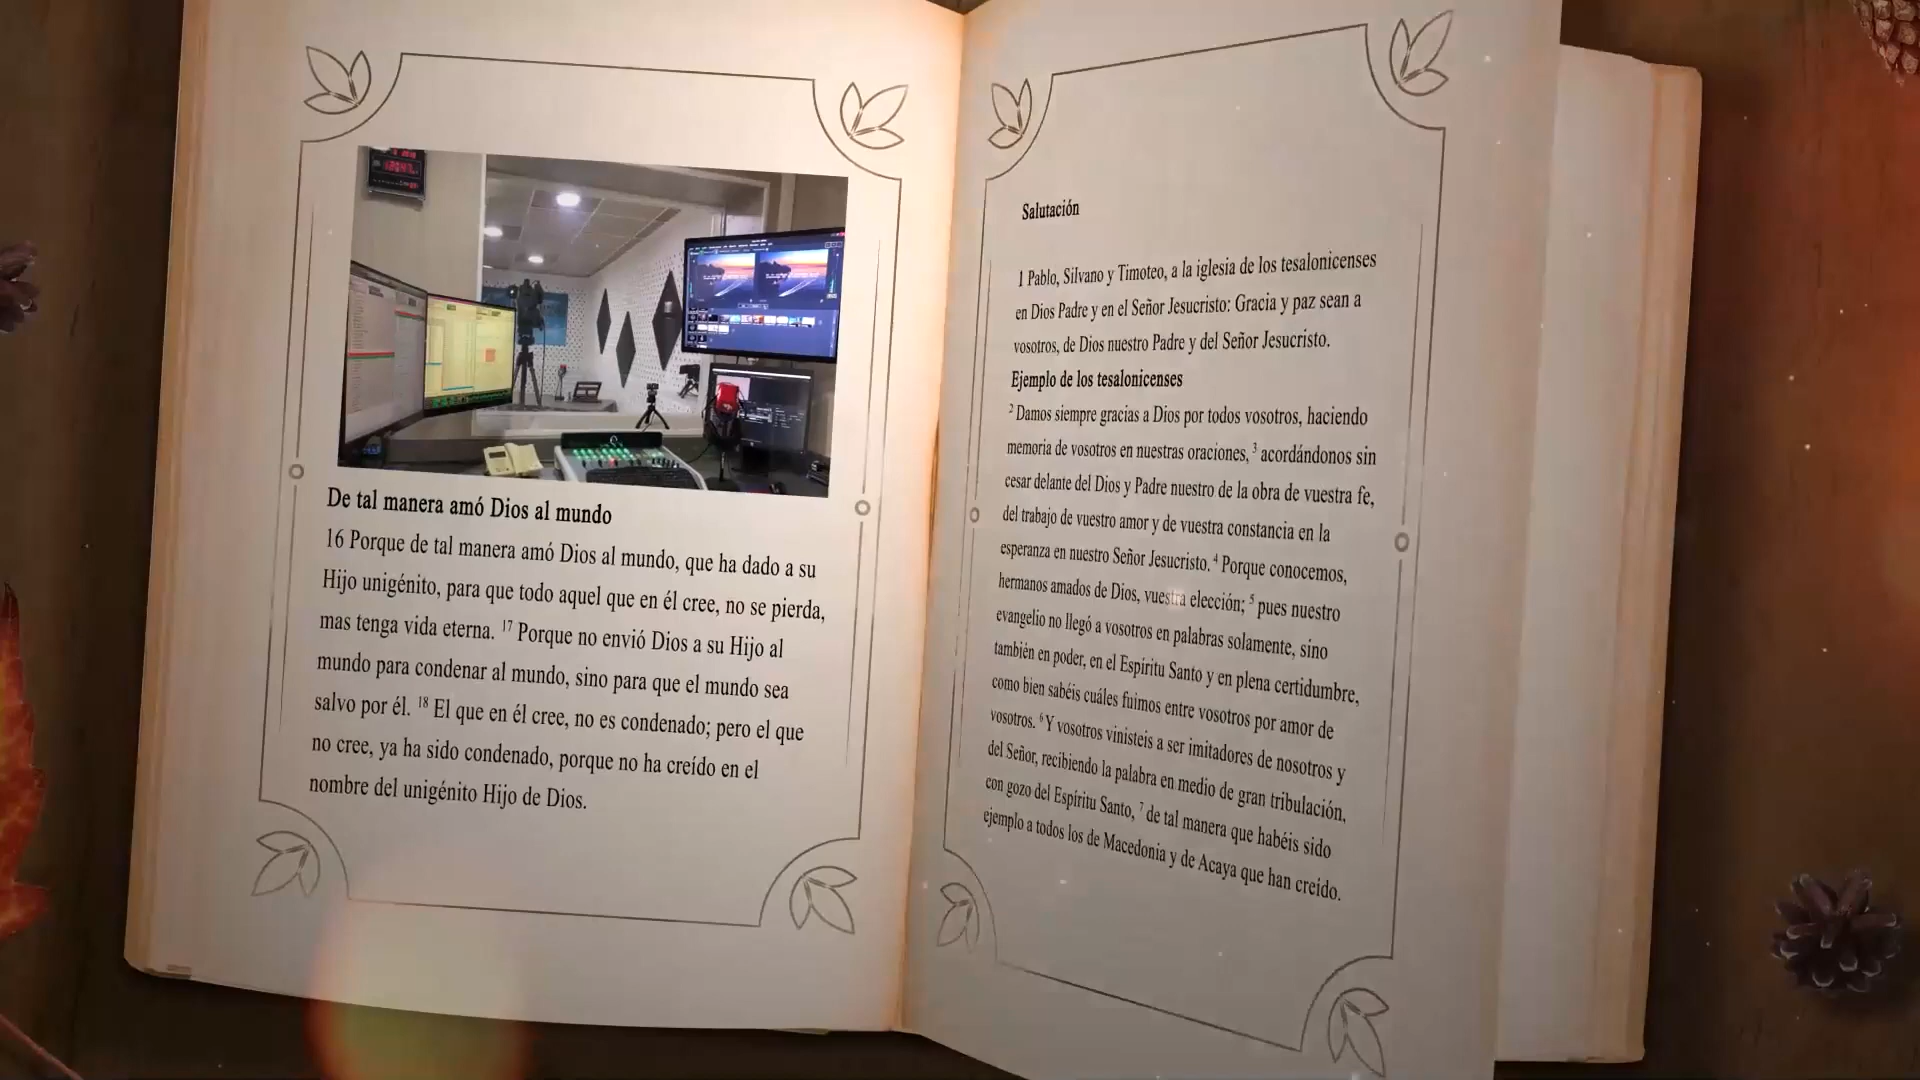 De tal manera amó Dios al mundo
16 Porque de tal manera amó Dios al mundo, que ha dado a su
Hijo unigénito, para que todo aquel que en él cree, no se pierda,
mas tenga vida eterna. 17 Porque no envió Dios a su Hijo al
mundo para condenar al mundo, sino para que el mundo sea
salvo por él. 18 El que en él cree, no es condenado; pero el que
no cree, ya ha sido condenado, porque no ha creído en el
nombre del unigénito Hijo de Dios.
Salutación
1 Pablo, Silvano y Timoteo, a la iglesia de los tesalonicenses
en Dios Padre y en el Señor Jesucristo: Gracia y paz sean a
vosotros, de Dios nuestro Padre y del Señor Jesucristo.
Ejemplo de los tesalonicenses
2 Damos siempre gracias a Dios por todos vosotros, haciendo
memoria de vosotros en nuestras oraciones, 3 acordándonos sin
cesar delante del Dios y Padre nuestro de la obra de vuestra fe,
del trabajo de vuestro amor y de vuestra constancia en la
esperanza en nuestro Señor Jesucristo. 4 Porque conocemos,
hermanos amados de Dios, vuestra elección; 5 pues nuestro
evangelio no llegó a vosotros en palabras solamente, sino
también en poder, en el Espíritu Santo y en plena certidumbre,
como bien sabéis cuáles fuimos entre vosotros por amor de
vosotros. 6 Y vosotros vinisteis a ser imitadores de nosotros y
del Señor, recibiendo la palabra en medio de gran tribulación,
con gozo del Espíritu Santo, 7 de tal manera que habéis sido
ejemplo a todos los de Macedonia y de Acaya que han creído.